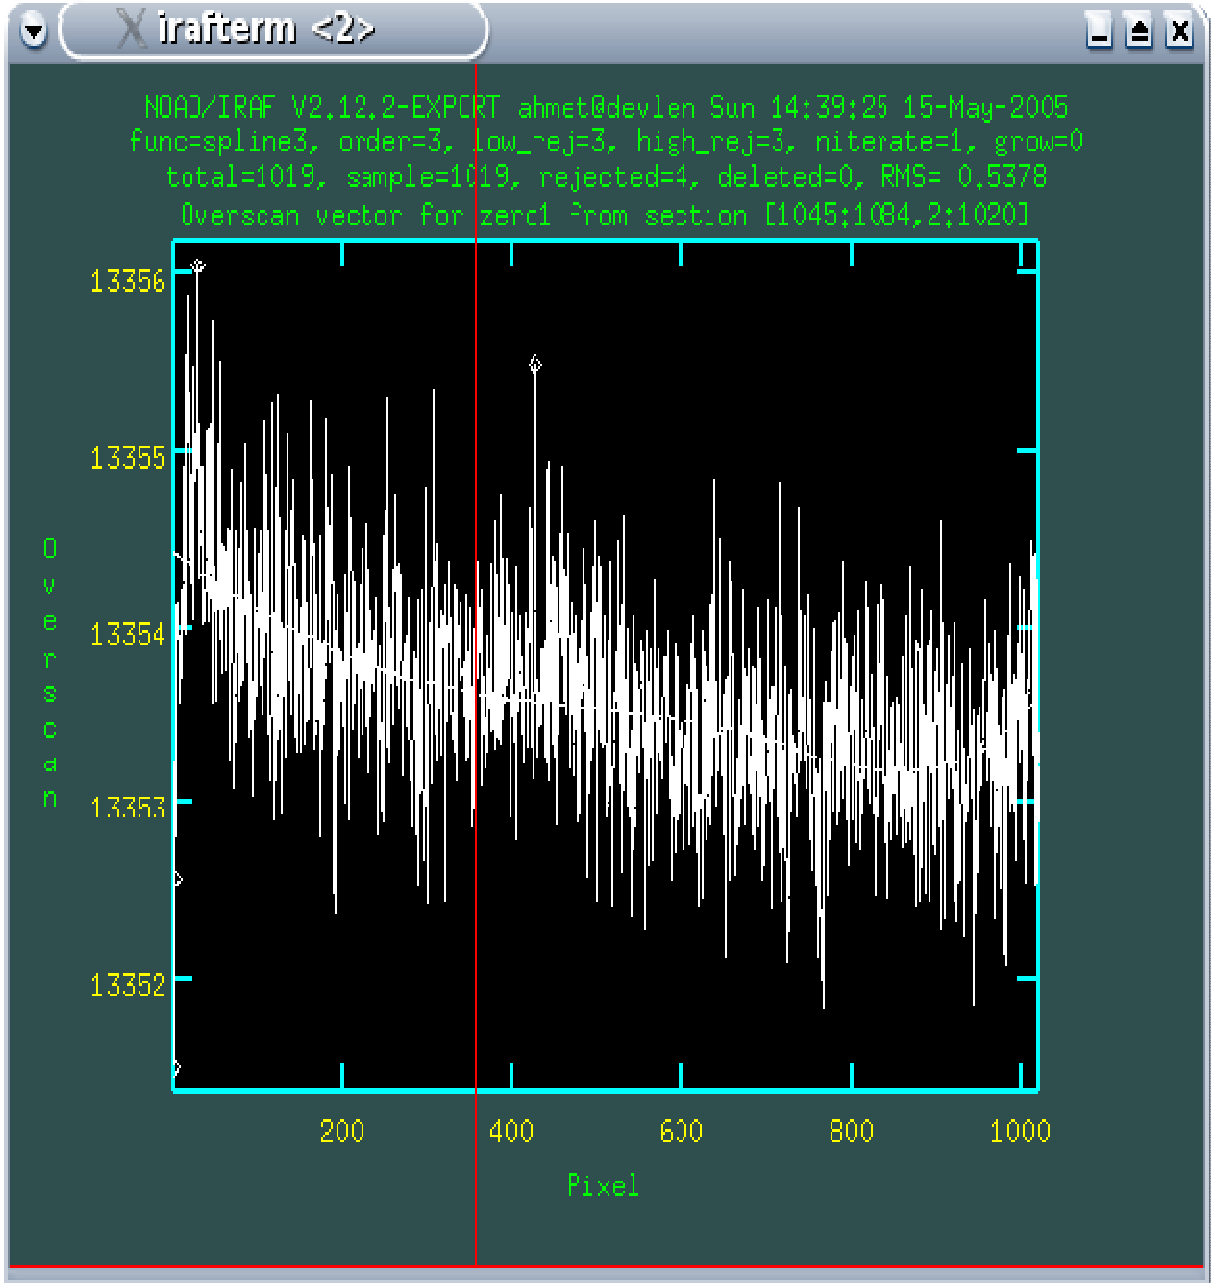 irafterm <2>
NOAO/IRAF V2.12.2-EXPORT ahmet@devlen Sun 14:39:25 15-May-2005
func=spline3, order=3, low_rej=3, high_rej=3, niterate=1, grow=0
total=1019, sample=1019, rejected=4, deleted=0, RMS= 0.5378
Overscan vector for zero1 from section [1045:1084,2:1020]
13356
13355
13354
13353
13352
Overscan
200 400 600 800 1000
Pixel